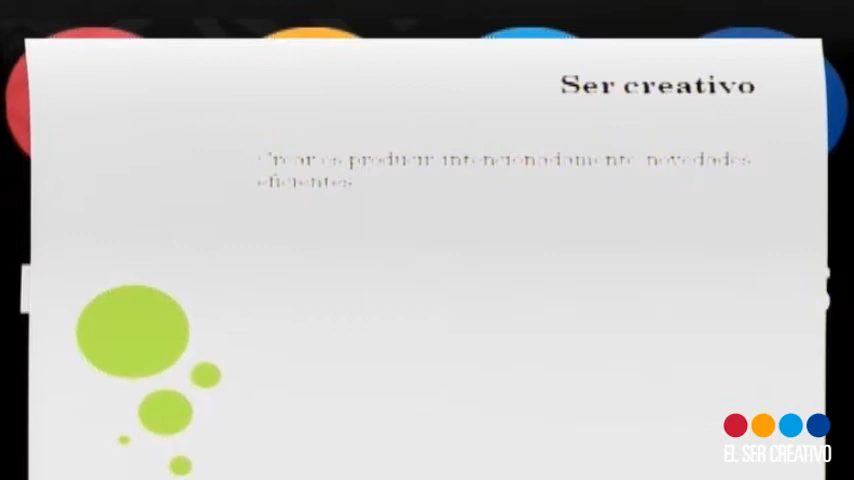 Ser creativo
Crear es producir intencionadamente novedades
eficientes
EL SER CREATIVO